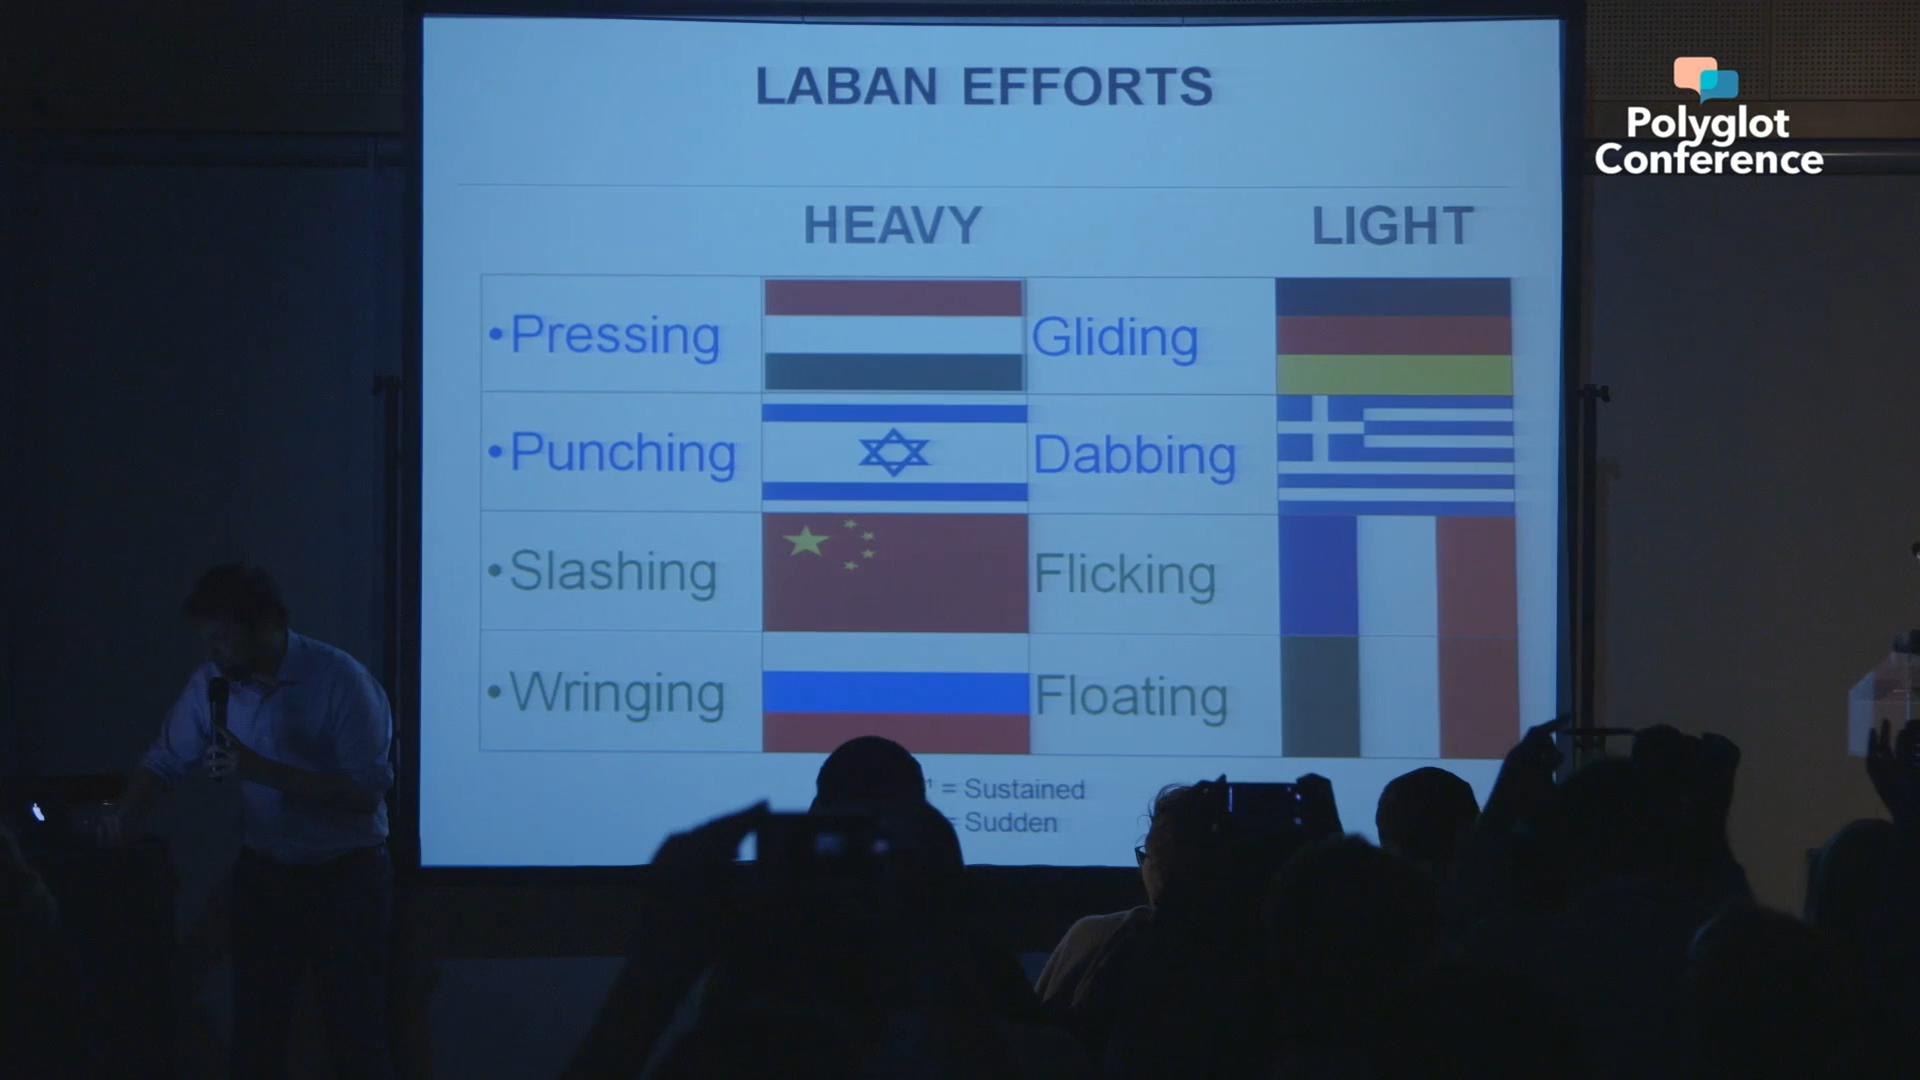 LABAN EFFORTS
Polyglot
Conference
HEAVY LIGHT
•Pressing Gliding
•Punching Dabbing
•Slashing Flicking
•Wringing Floating
= Sustained
= Sudden